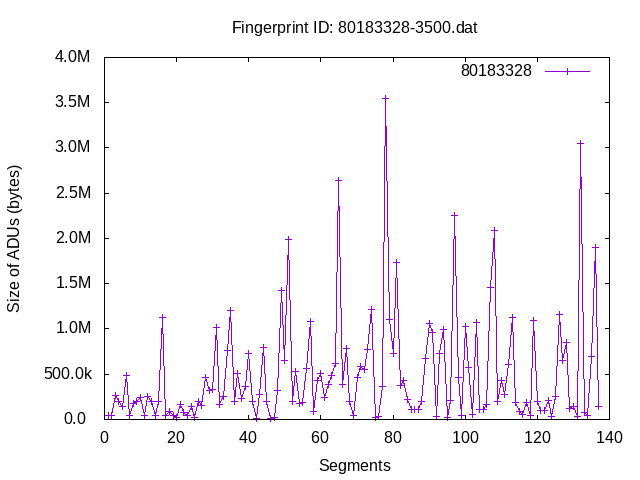 Fingerprint ID: 80183328-3500.dat
80183328
Size of ADUs (bytes)
4.0M
3.5M
3.0M
2.5M
2.0M
1.5M
1.0M
500.0k
0.0
0 20 40 60 80 100 120 140
Segments